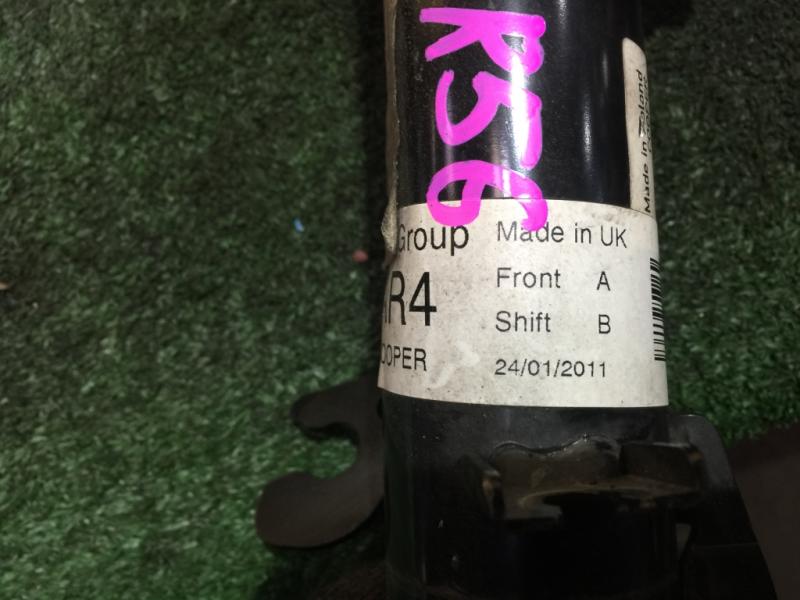 R56
Made in Poland
Group Made in UK
Front A
R4
Shift B
OOPER
24/01/2011